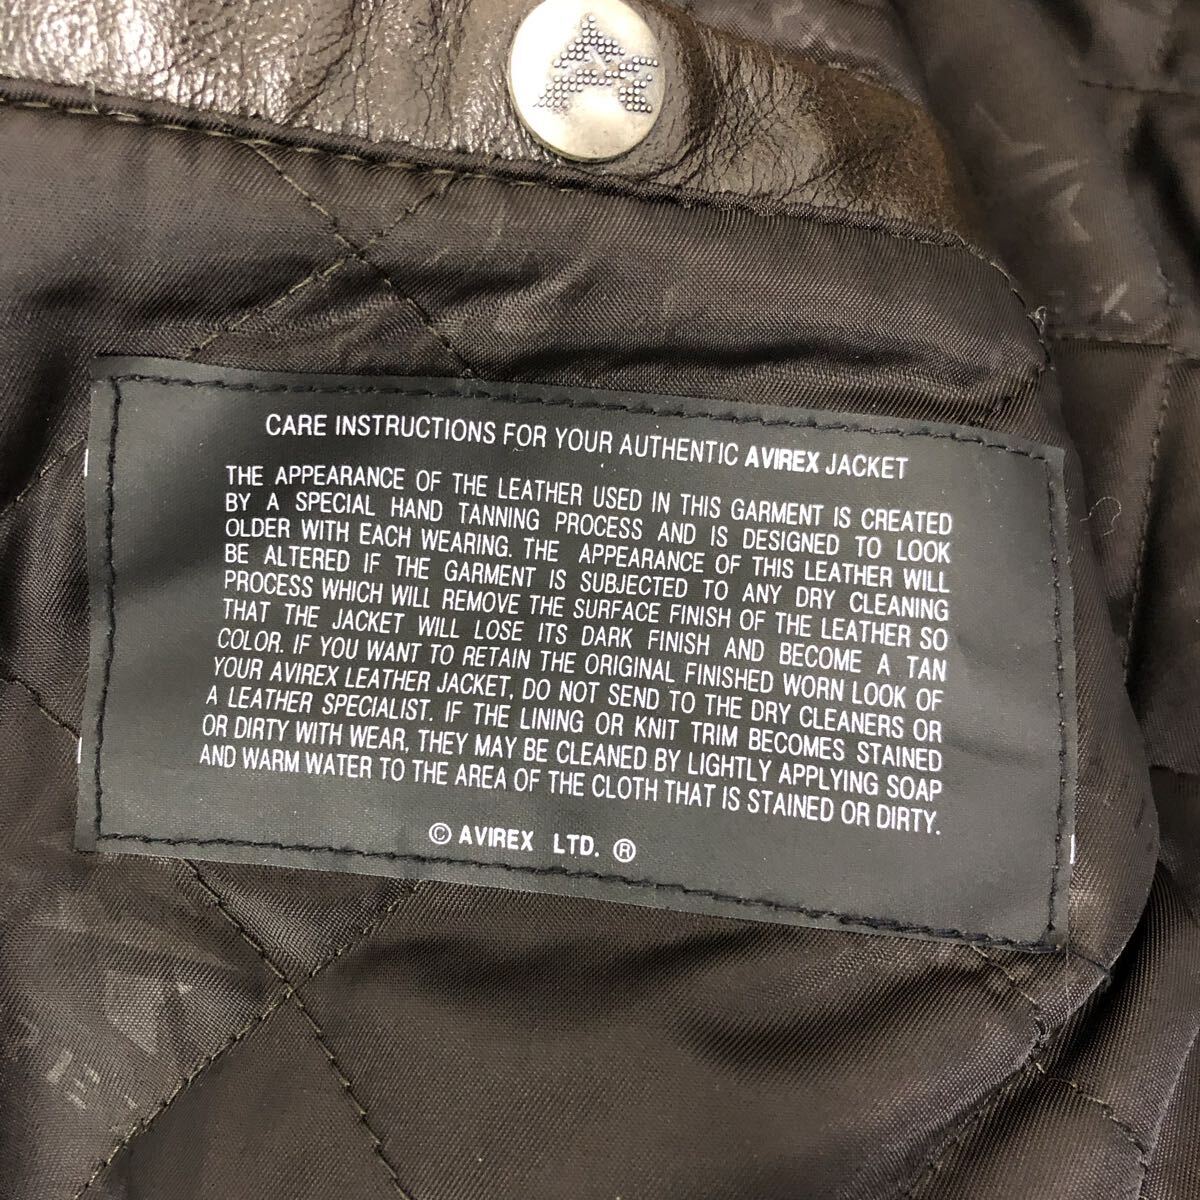 CARE INSTRUCTIONS FOR YOUR AUTHENTIC AVIREX JACKET
THE APPEARANCE OF THE LEATHER USED IN THIS GARMENT IS CREATED
BY A SPECIAL HAND TANNING PROCESS AND IS DESIGNED TO LOOK
OLDER WITH EACH WEARING. THE APPEARANCE OF THIS LEATHER WILL
BE ALTERED IF THE GARMENT IS SUBJECTED TO ANY DRY CLEANING
PROCESS WHICH WILL REMOVE THE SURFACE FINISH OF THE LEATHER SO
THAT THE JACKET WILL LOSE ITS DARK FINISH AND BECOME A TAN
COLOR. IF YOU WANT TO RETAIN THE ORIGINAL FINISHED WORN LOOK OF
YOUR AVIREX LEATHER JACKET, DO NOT SEND TO THE DRY CLEANERS OR
A LEATHER SPECIALIST. IF THE LINING OR KNIT TRIM BECOMES STAINED
OR DIRTY WITH WEAR, THEY MAY BE CLEANED BY LIGHTLY APPLYING SOAP
AND WARM WATER TO THE AREA OF THE CLOTH THAT IS STAINED OR DIRTY.
© AVIREX LTD. ®